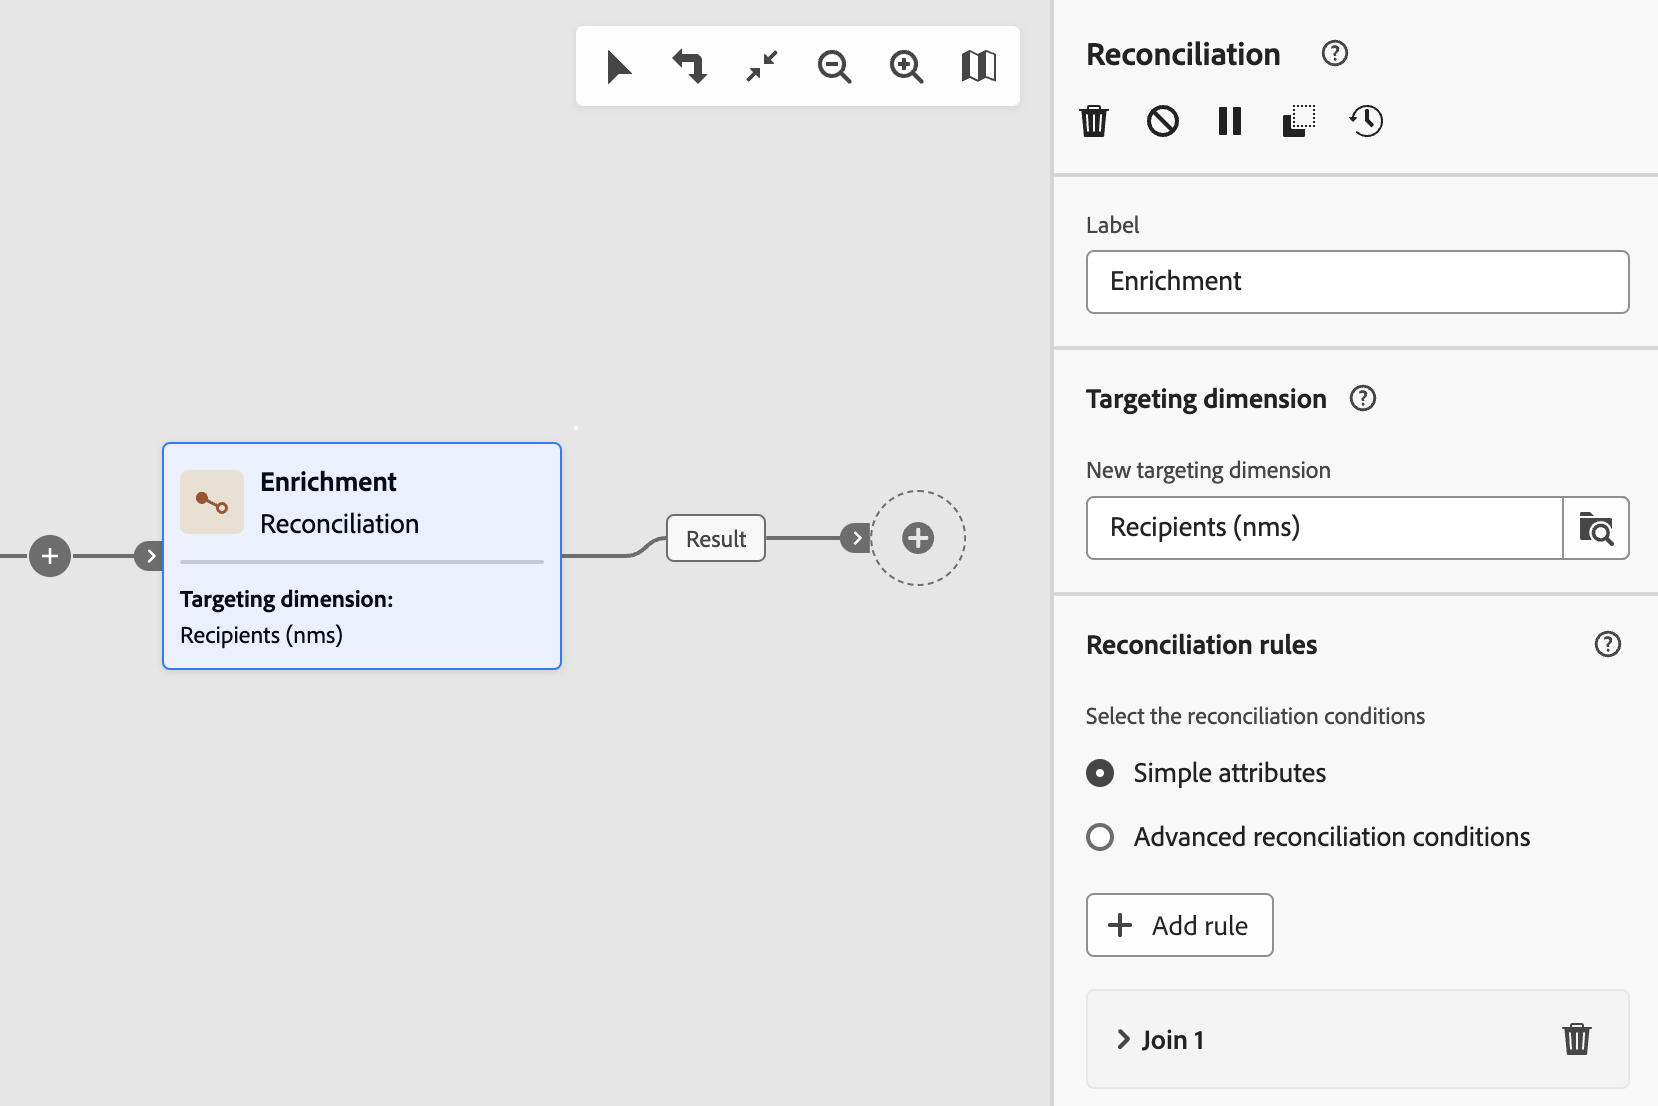 Enrichment
Reconciliation
Targeting dimension:
Recipients (nms)
Result
Reconciliation
Label
Enrichment
Targeting dimension
New targeting dimension
Recipients (nms)
Reconciliation rules
Select the reconciliation conditions
Simple attributes
Advanced reconciliation conditions
Add rule
Join 1